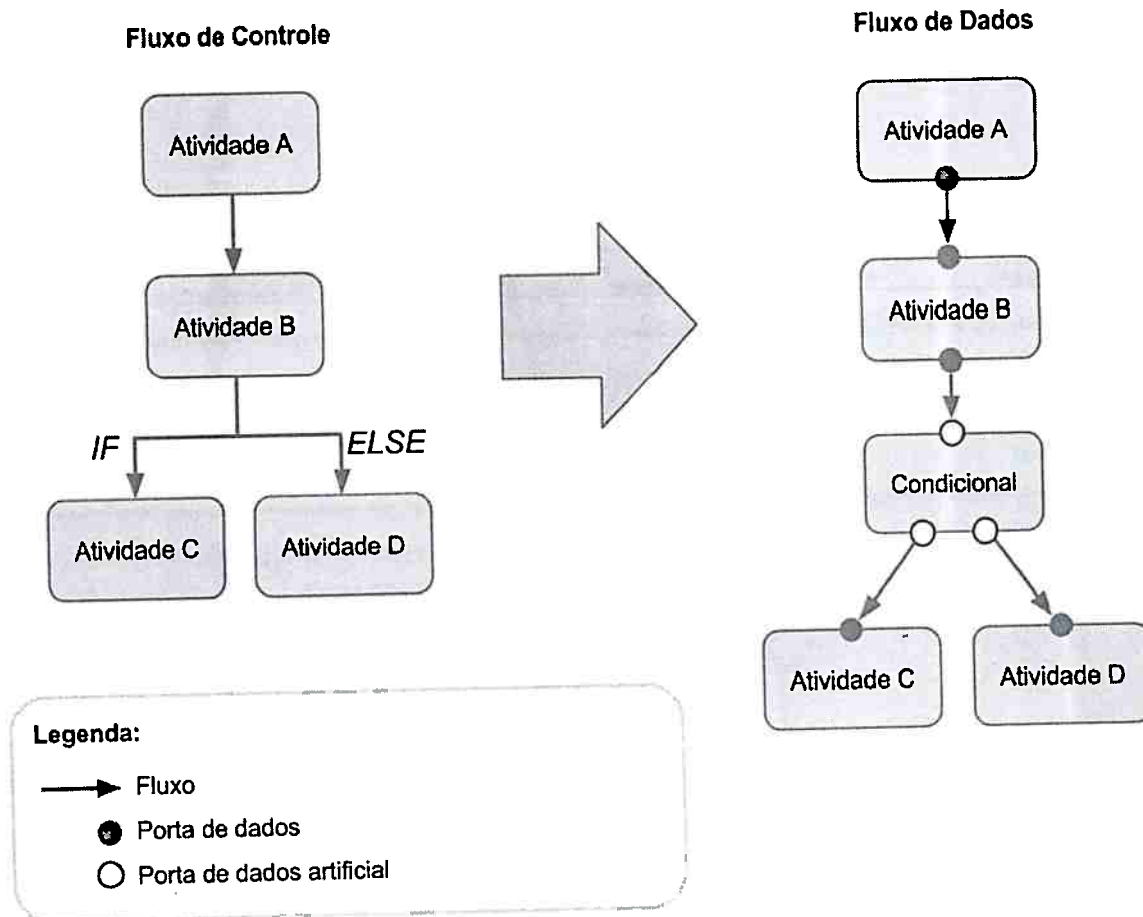 Fluxo de Controle
Atividade A
Atividade B
IF
ELSE
Atividade C
Atividade D
Fluxo de Dados
Atividade A
Atividade B
Condicional
Atividade C
Atividade D
Legenda:
Fluxo
Porta de dados
Porta de dados artificial